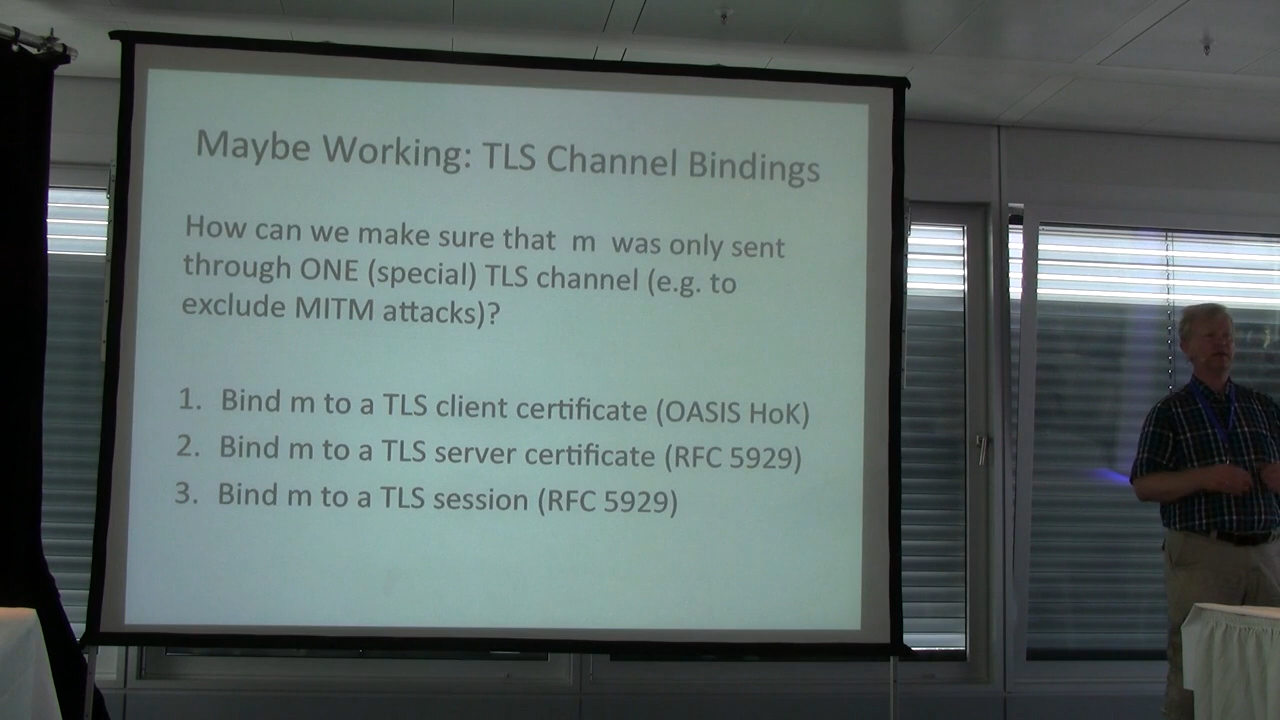 Maybe Working: TLS Channel Bindings
How can we make sure that m was only sent
through ONE (special) TLS channel (e.g. to
exclude MITM attacks)?
1. Bind m to a TLS client certificate (OASIS HoK)
2. Bind m to a TLS server certificate (RFC 5929)
3. Bind m to a TLS session (RFC 5929)